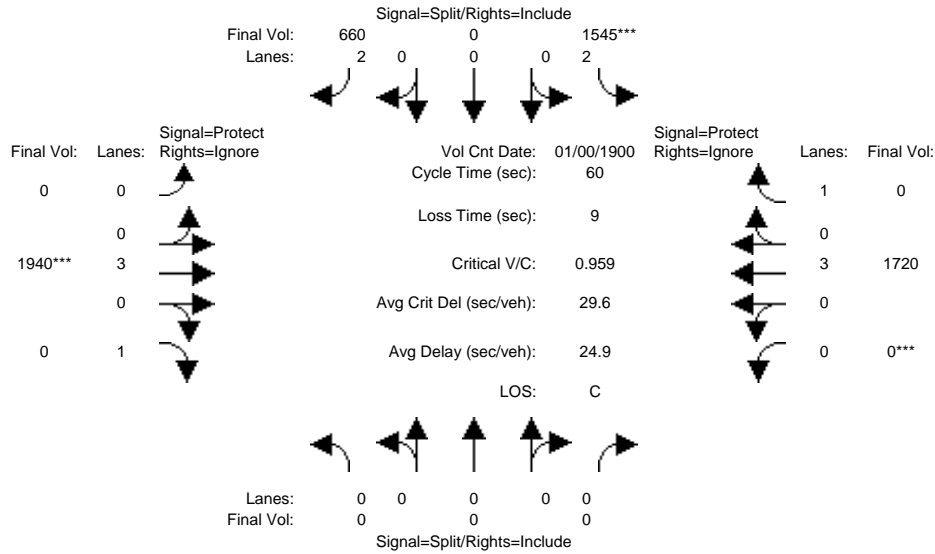 Signal=Split/Rights=Include
Final Vol: 660 0 1545***
Lanes: 2 0 0 0 2
Signal=Protect Signal=Protect
Final Vol: Lanes: Rights=Ignore Vol Cnt Date: 01/00/1900 Rights=Ignore Lanes: Final Vol:
Cycle Time (sec): 60
0 0 1 0
Loss Time (sec): 9
0 0
1940*** 3 Critical V/C: 0.959 3 1720
0 Avg Crit Del (sec/veh): 29.6 0
0 1 Avg Delay (sec/veh): 24.9 0 0***
LOS: C
Lanes: 0 0 0 0 0
Final Vol: 0 0 0
Signal=Split/Rights=Include